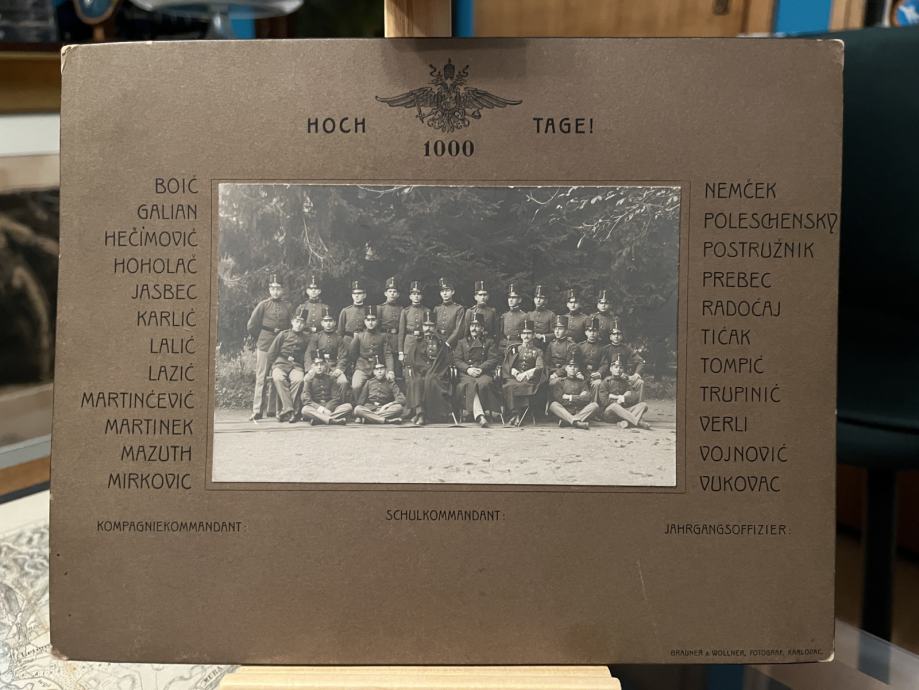 HOCH
TAGE!
1000
BOIĆ
GALIAN
HEČIMOVIĆ
HOHOLAČ
JASBEC
KARLIĆ
LALIĆ
LAZIĆ
MARTINČEVIĆ
MARTINEK
MAZUTH
MIRKOVIC
NEMČEK
POLESCHENSKY
POSTRUŽNIK
PREBEC
RADOČAJ
TIĆAK
TOMPIĆ
TRUPINIĆ
VERLI
VOJNOVIĆ
VUKOVAC
KOMPAGNIEKOMMANDANT:
SCHULKOMMANDANT:
JAHRGANGSOFFIZIER:
BRAUNER & WOLLNER, FOTOGRAF, KARLOVAC.